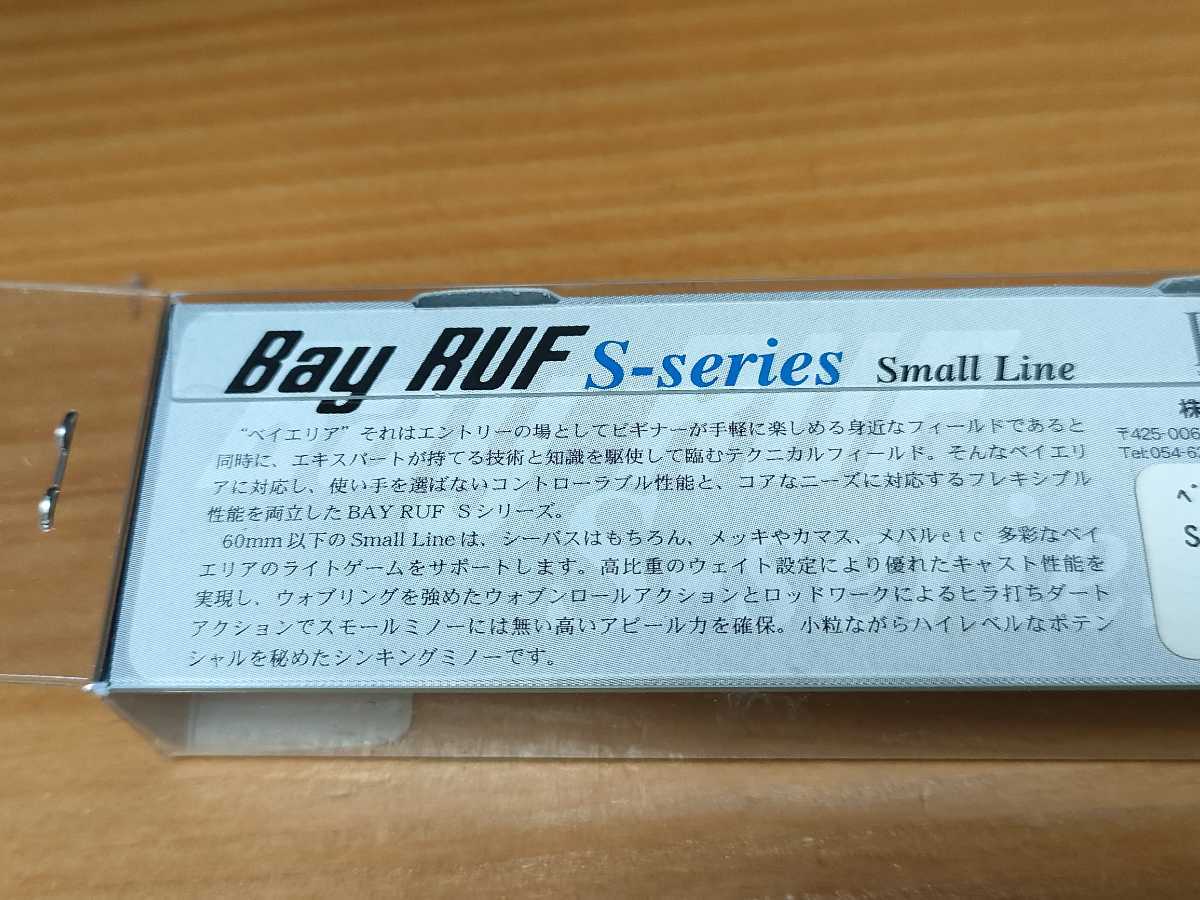 Bay RUF S-series Small Line
"ベイエリア" それはエントリーの場としてビギナーが手軽に楽しめる身近なフィールドであると
同時に、エキスパートが持てる技術と知識を駆使して臨むテクニカルフィールド。そんなベイエリ
アに対応し、使い手を選ばないコントローラブル性能と、コアなニーズに対応するフレキシブル
性能を両立したBAY RUF Sシリーズ。
60mm以下のSmall Lineは、シーバスはもちろん、メッキやカマス、メバルetc 多彩なベイ
エリアのライトゲームをサポートします。高比重のウェイト設定により優れたキャスト性能を
実現し、ウォブリングを強めたウォブンロールアクションとロッドワークによるヒラ打ちダート
アクションでスモールミノーには無い高いアピール力を確保。小粒ながらハイレベルなポテン
シャルを秘めたシンキングミノーです。
株
〒425-006
Tel:054-6
S